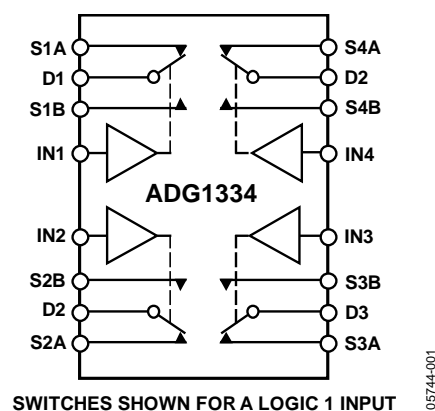 S1A
S4A
D1
D2
S1B
S4B
IN1
IN4
ADG1334
IN2
IN3
S2B
S3B
D2
D3
S2A
S3A
SWITCHES SHOWN FOR A LOGIC 1 INPUT
05744-001